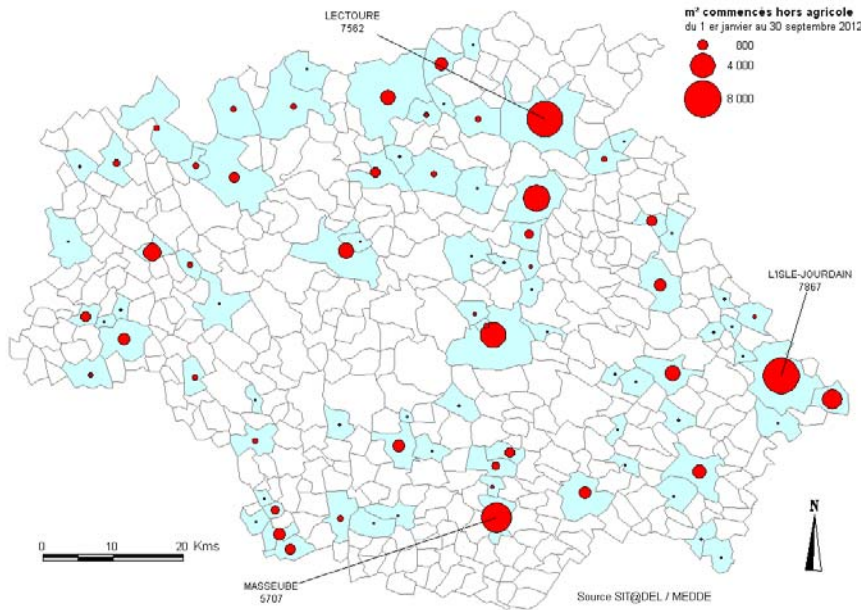 LECTOURE
7562
m² commencés hors agricole
du 1 er janvier au 30 septembre 2012
800
4 000
8 000
L'ISLE-JOURDAIN
7867
N
0 10 20 Kms
MASSEUBE
5707
Source SIT@DEL / MEDDE